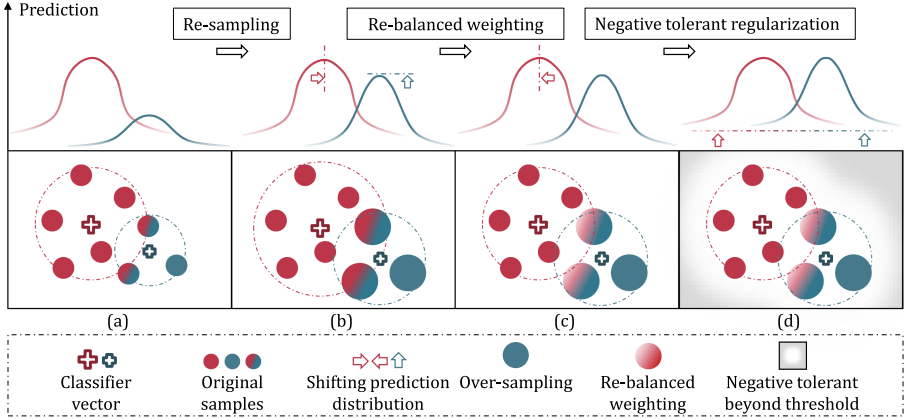 Prediction
Re-sampling
Re-balanced weighting
Negative tolerant regularization
(a)
(b)
(c)
(d)
Classifier
vector
Original
samples
Shifting prediction
distribution
Over-sampling
Re-balanced
weighting
Negative tolerant
beyond threshold